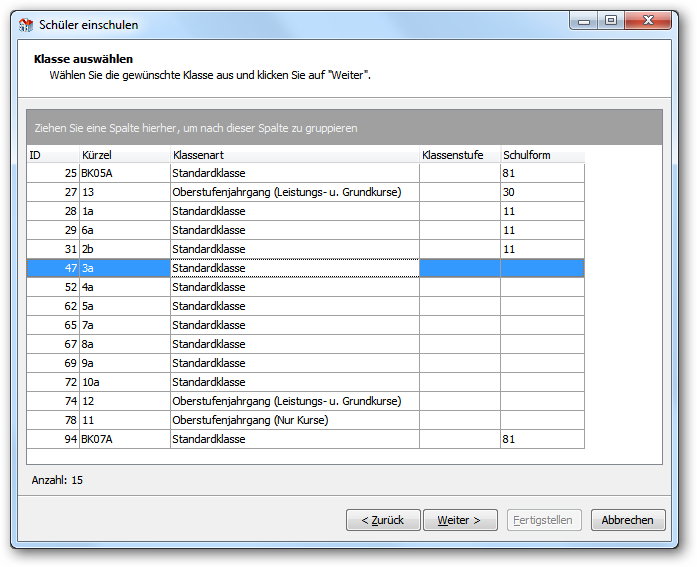 Schüler einschulen
Klasse auswählen
Wählen Sie die gewünschte Klasse aus und klicken Sie auf "Weiter".
Ziehen Sie eine Spalte hierher, um nach dieser Spalte zu gruppieren
ID Kürzel Klassenart Klassenstufe Schulform
25 BK05A Standardklasse 81
27 13 Oberstufenjahrgang (Leistungs- u. Grundkurse) 30
28 1a Standardklasse 11
29 6a Standardklasse 11
31 2b Standardklasse 11
47 3a Standardklasse
52 4a Standardklasse
62 5a Standardklasse
65 7a Standardklasse
67 8a Standardklasse
69 9a Standardklasse
72 10a Standardklasse
74 12 Oberstufenjahrgang (Leistungs- u. Grundkurse)
78 11 Oberstufenjahrgang (Nur Kurse)
94 BK07A Standardklasse 81
Anzahl: 15
< Zurück Weiter > Fertigstellen Abbrechen